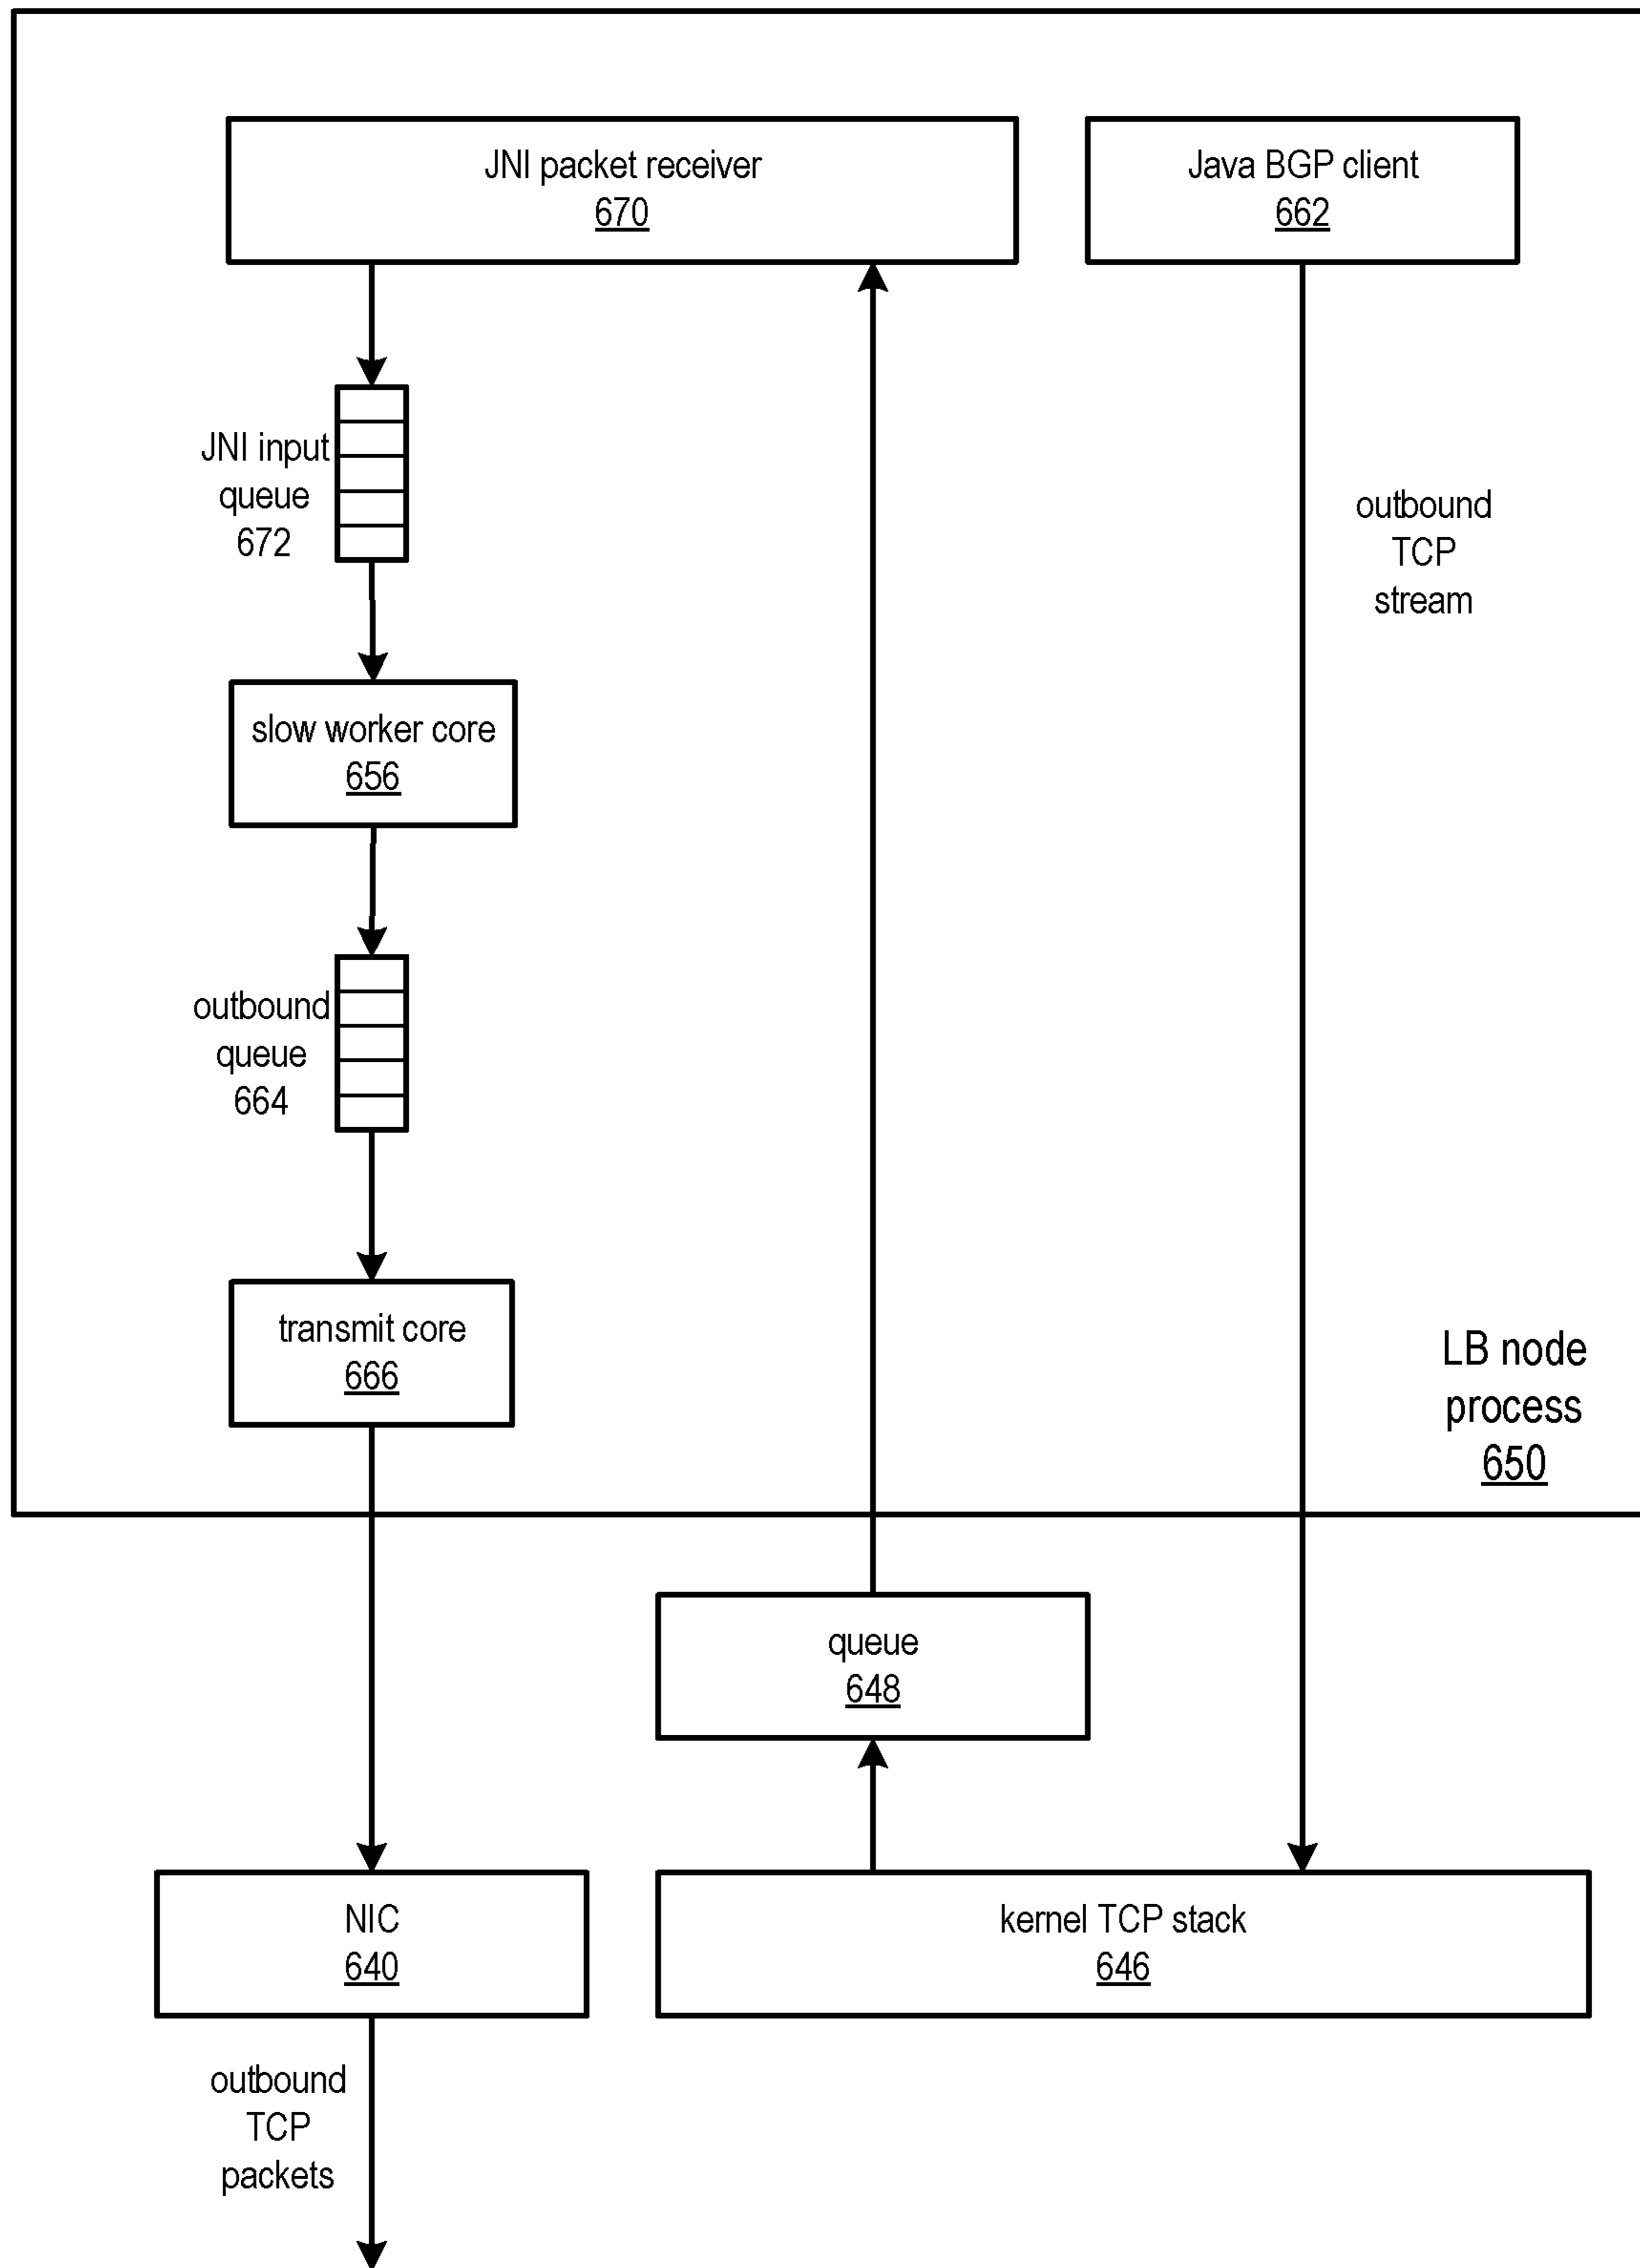 JNI packet receiver
670
Java BGP client
662
JNI input
queue
672
outbound
TCP
stream
slow worker core
656
outbound
queue
664
transmit core
666
LB node
process
650
queue
648
NIC
640
kernel TCP stack
646
outbound
TCP
packets